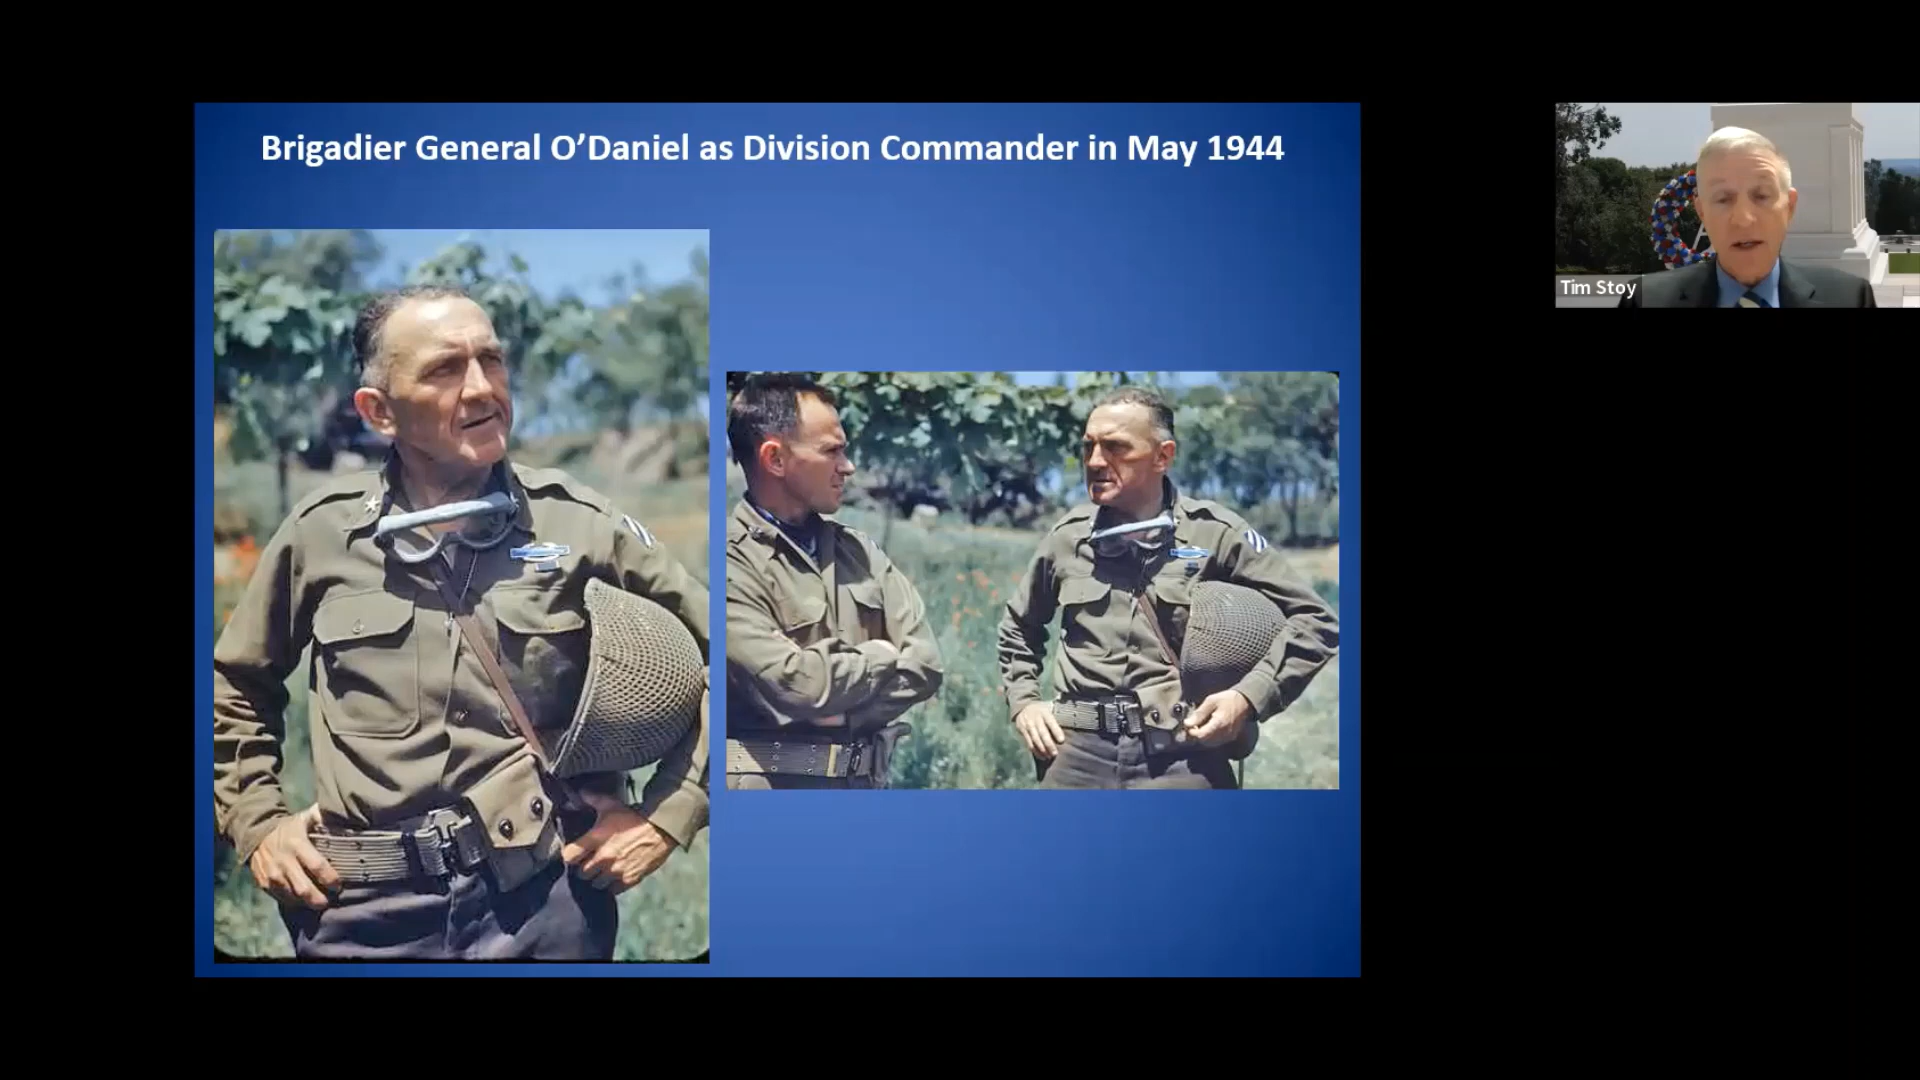 Brigadier General O’Daniel as Division Commander in May 1944
Tim Stoy